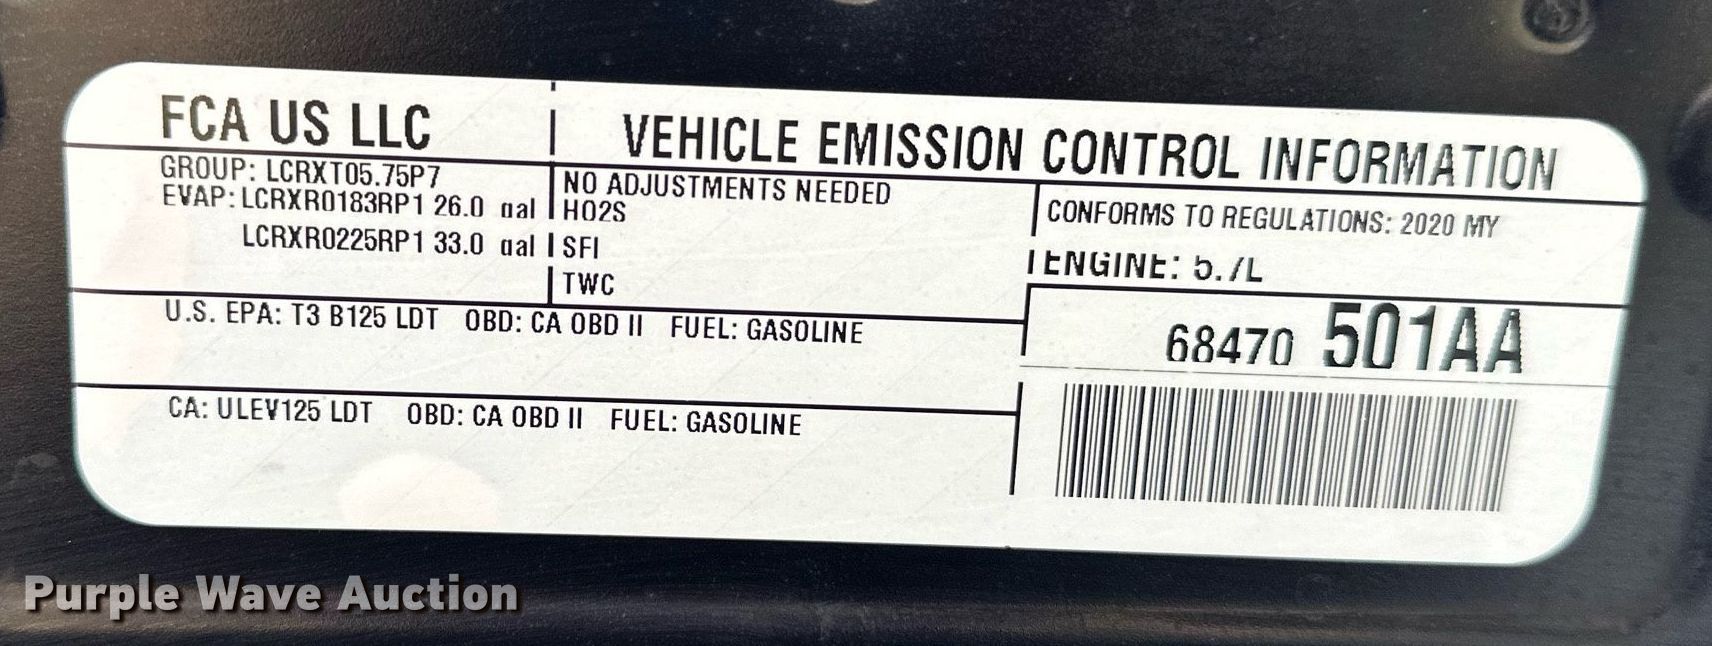 FCA US LLC
VEHICLE EMISSION CONTROL INFORMATION
GROUP: LCRXT05.75P7
EVAP: LCRXR0183RP1 26.0 gal
LCRXR0225RP1 33.0 gal
NO ADJUSTMENTS NEEDED
HO2S
SFI
TWC
CONFORMS TO REGULATIONS: 2020 MY
ENGINE: 5.7L
U.S. EPA: T3 B125 LDT OBD: CA OBD II FUEL: GASOLINE
68470 501AA
CA: ULEV125 LDT OBD: CA OBD II FUEL: GASOLINE
Purple Wave Auction